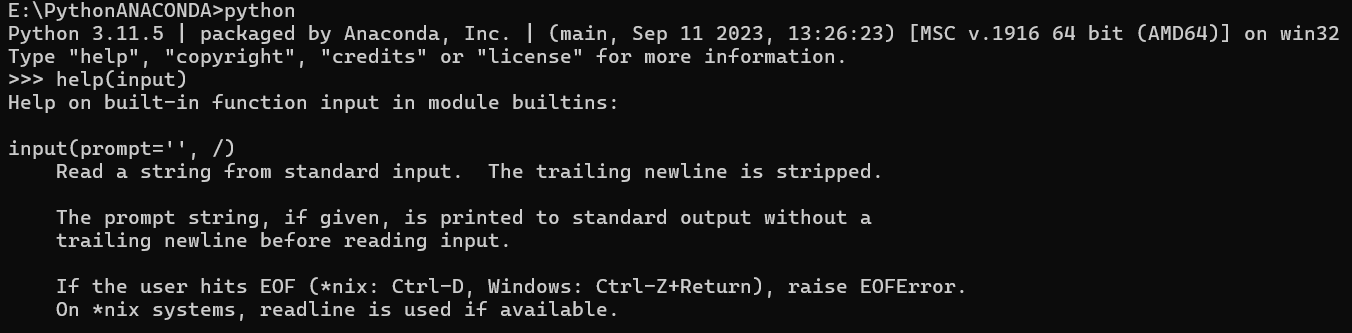 E:\PythonANACONDA>python
Python 3.11.5 | packaged by Anaconda, Inc. | (main, Sep 11 2023, 13:26:23) [MSC v.1916 64 bit (AMD64)] on win32
Type "help", "copyright", "credits" or "license" for more information.
>>> help(input)
Help on built-in function input in module builtins:

input(prompt='', /)
    Read a string from standard input.  The trailing newline is stripped.

    The prompt string, if given, is printed to standard output without a
    trailing newline before reading input.

    If the user hits EOF (*nix: Ctrl-D, Windows: Ctrl-Z+Return), raise EOFError.
    On *nix systems, readline is used if available.